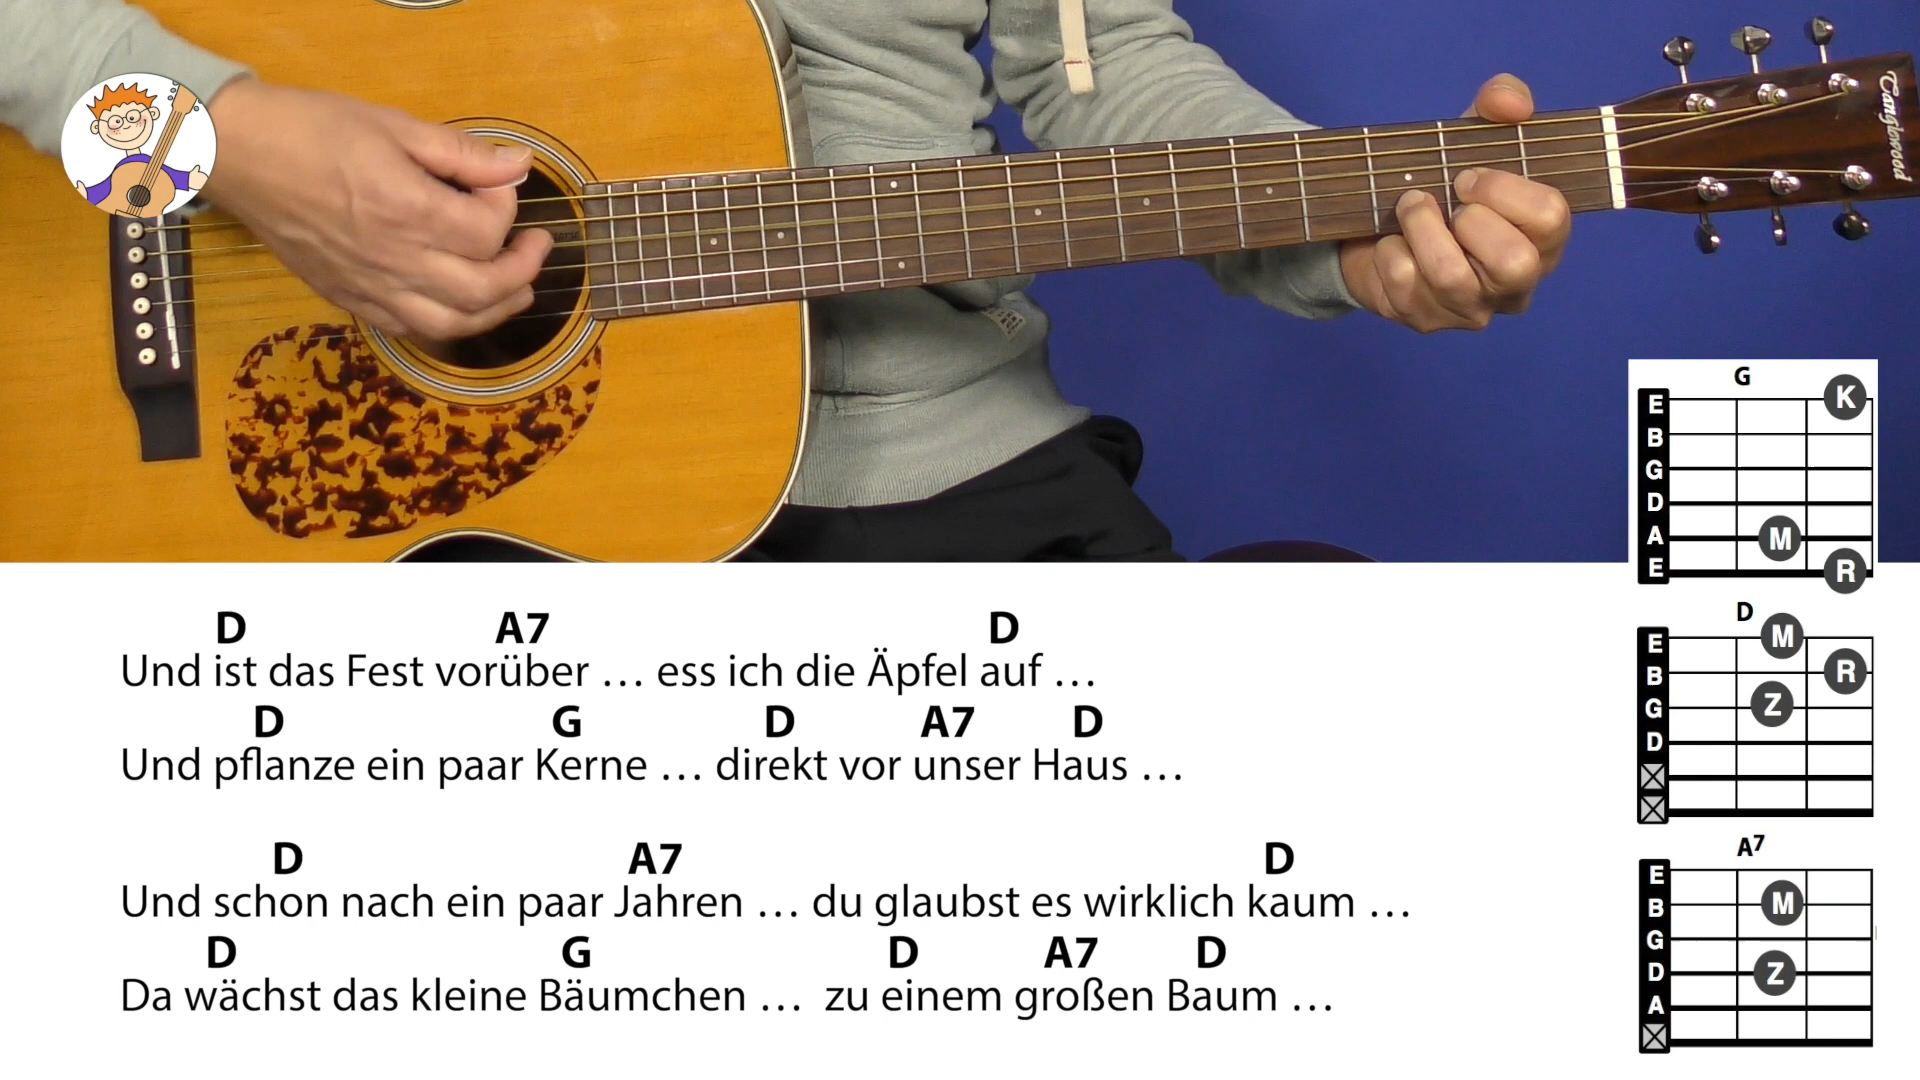 Tanglewood
G
E
K
B
G
D
A
M
E
R
D A7 D
Und ist das Fest vorüber … ess ich die Äpfel auf …
D G D A7 D
Und pflanze ein paar Kerne … direkt vor unser Haus …
D
E
M
B
R
G
Z
D
D A7 D
Und schon nach ein paar Jahren … du glaubst es wirklich kaum …
D G D A7 D
Da wächst das kleine Bäumchen … zu einem großen Baum …
A7
E
B
M
G
D
Z
A